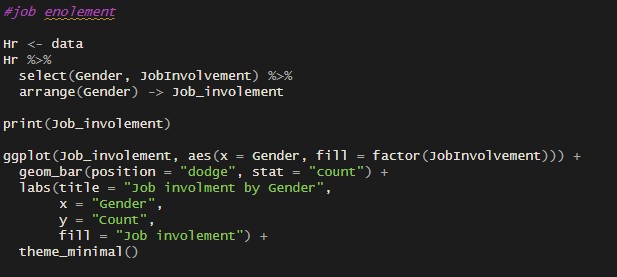 #job enolement
Hr <- data
Hr %>%
select(Gender, JobInvolvement) %>%
arrange(Gender) -> Job_involement
print(Job_involement)
ggplot(Job_involement, aes(x = Gender, fill = factor(JobInvolvement))) +
geom_bar(position = "dodge", stat = "count") +
labs(title = "Job involment by Gender",
x = "Gender",
y = "Count",
fill = "Job involement") +
theme_minimal()